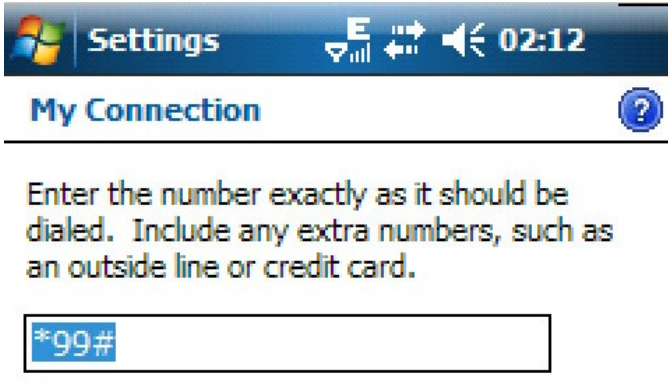 Settings E 02:12
My Connection ?
Enter the number exactly as it should be
dialed. Include any extra numbers, such as
an outside line or credit card.
*99#